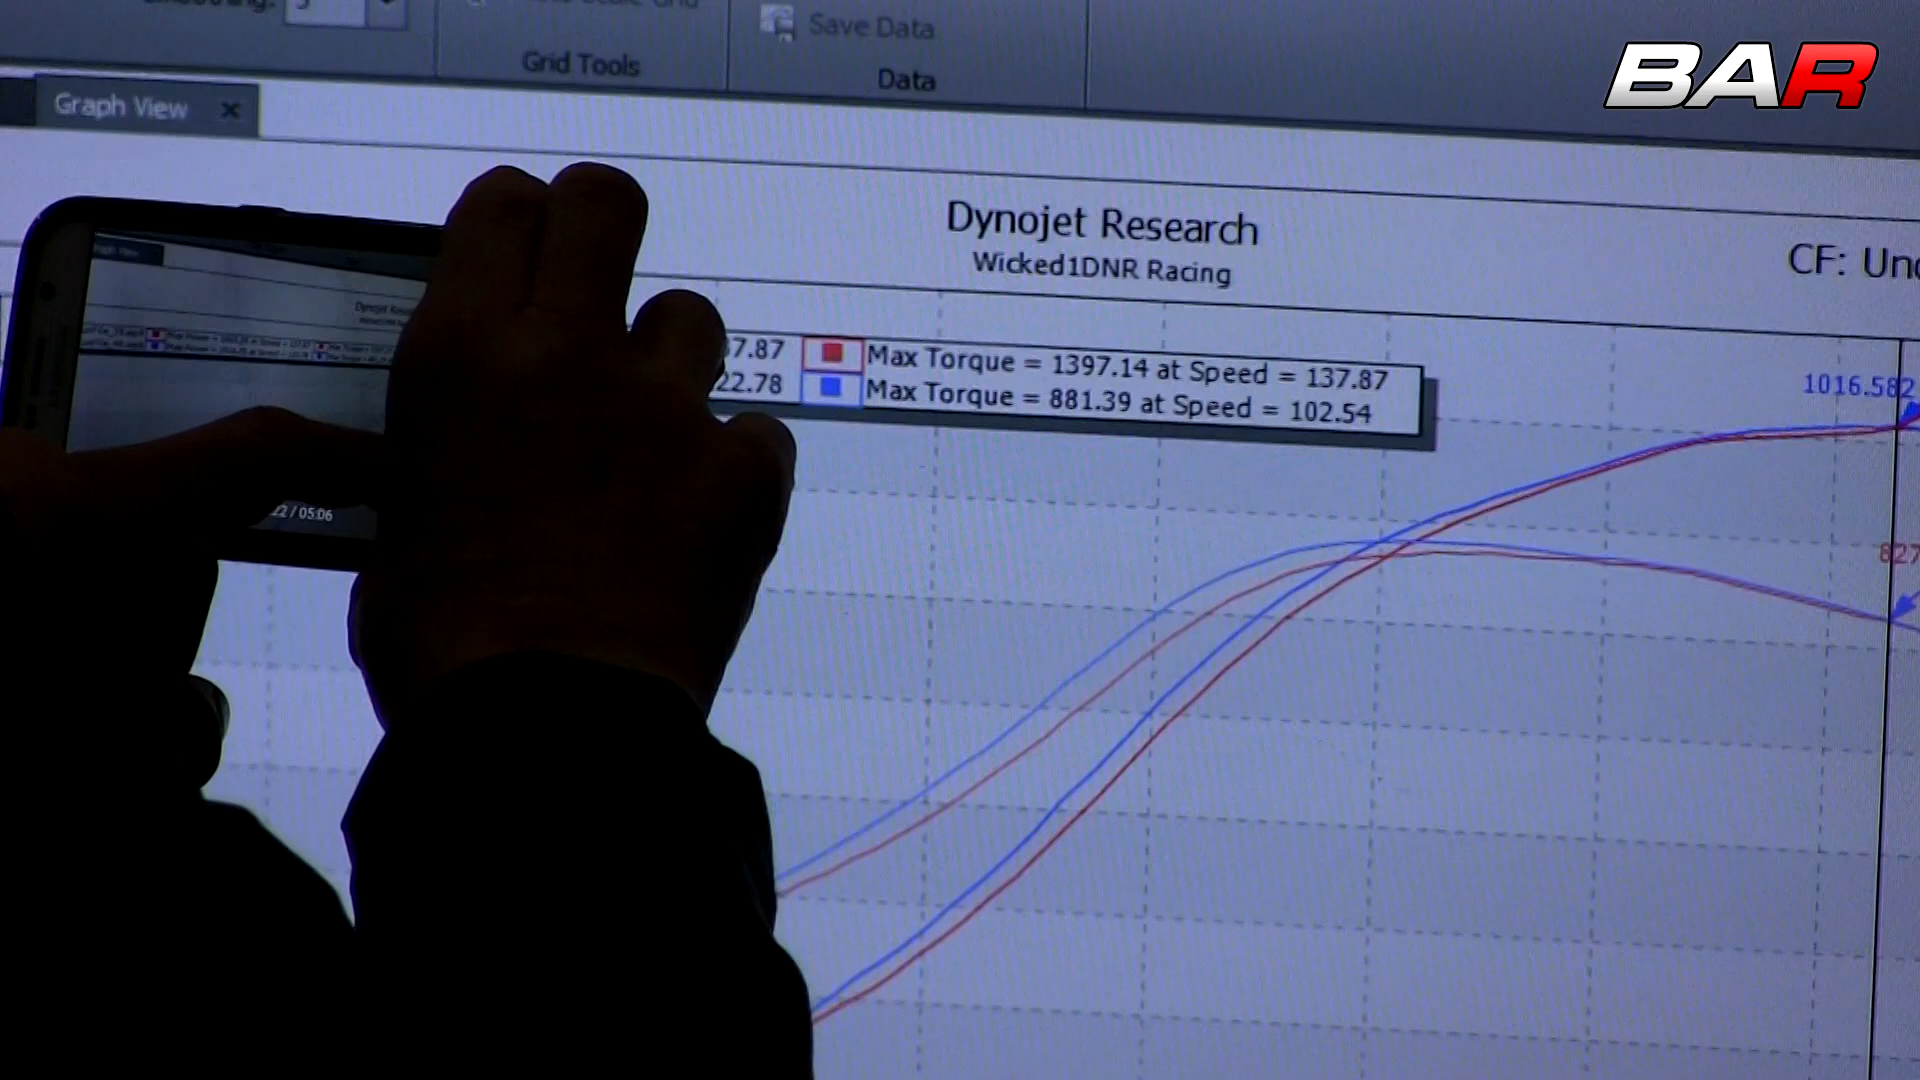 Save Data
Grid Tools
Data
BAR
Graph View
Dynojet Research
Wicked1DNR Racing
CF:
7.87 Max Torque = 1397.14 at Speed = 137.87
22.78 Max Torque = 881.39 at Speed = 102.54
1016.582
827
/ 05:06